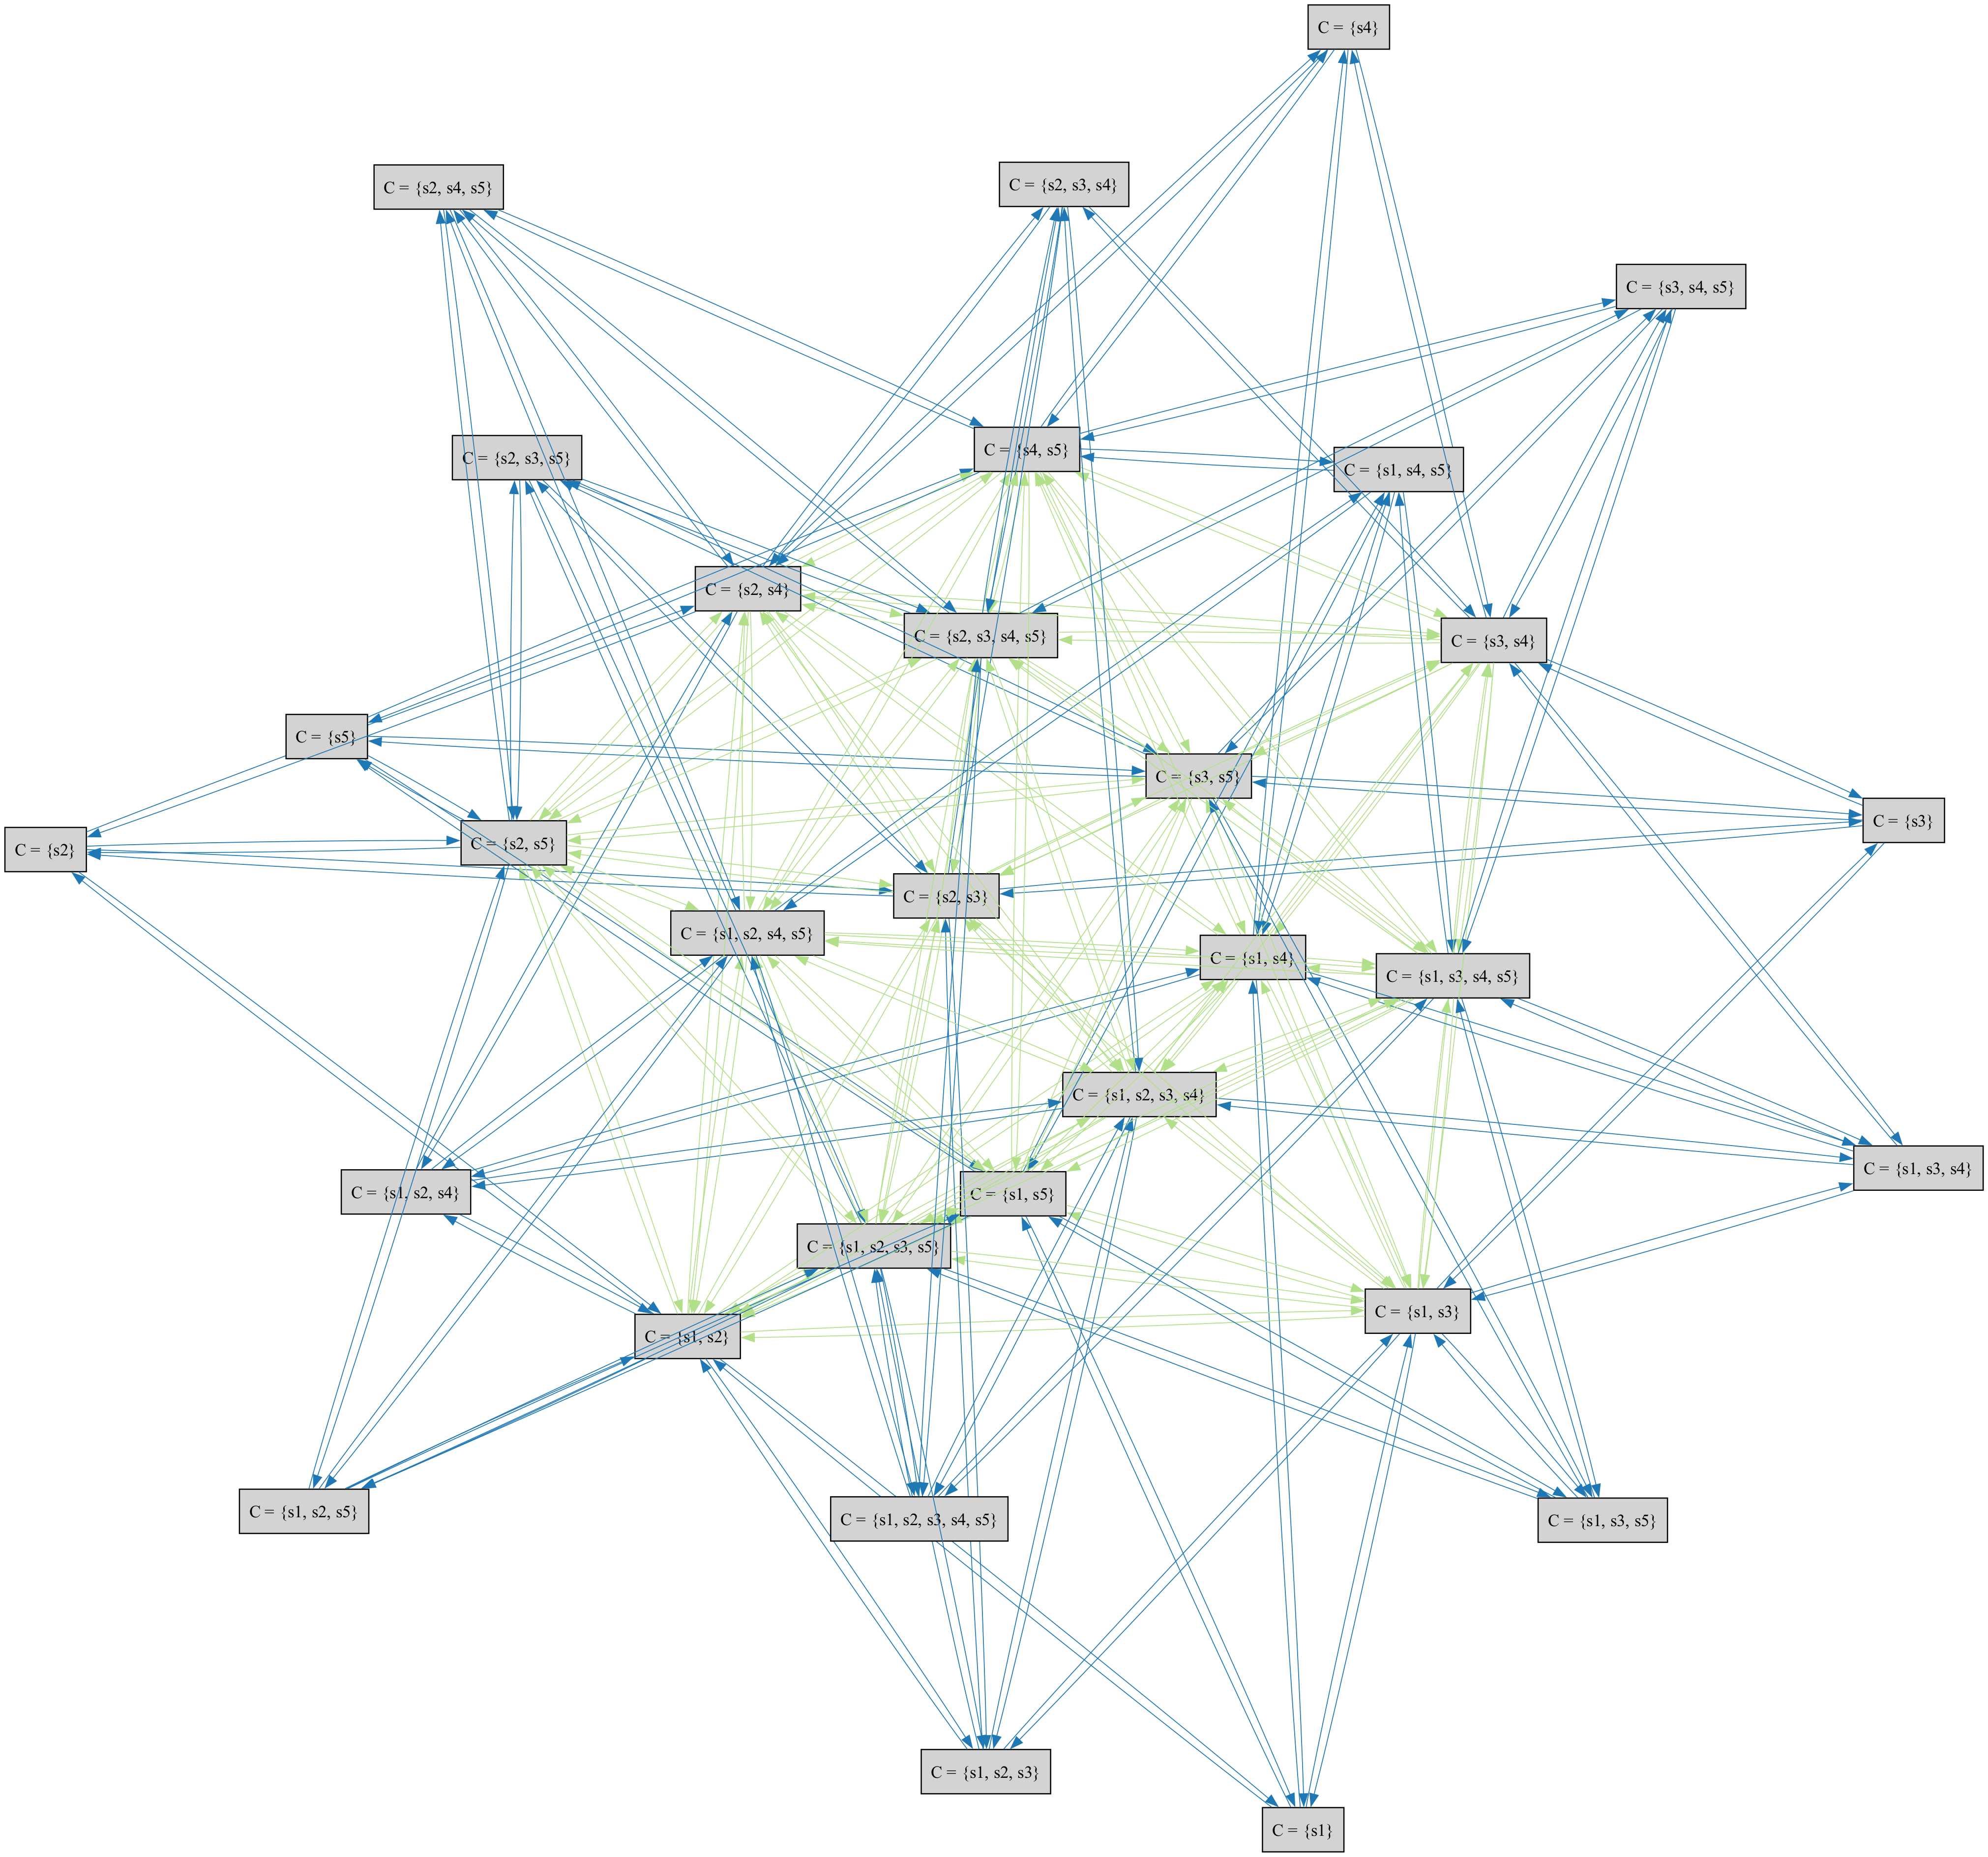 C = {s4}
C = {s2, s4, s5}
C = {s2, s3, s4}
C = {s3, s4, s5}
C = {s4, s5}
C = {s2, s3, s5}
C = {s1, s4, s5}
C = {s2, s4}
C = {s2, s3, s4, s5}
C = {s3, s4}
C = {s5}
C = {s3, s5}
C = {s3}
C = {s2, s5}
C = {s2}
C = {s2, s3}
C = {s1, s2, s4, s5}
C = {s1, s4}
C = {s1, s3, s4, s5}
C = {s1, s2, s3, s4}
C = {s1, s3, s4}
C = {s1, s2, s4}
C = {s1, s5}
C = {s1, s2, s3, s5}
C = {s1, s3}
C = {s1, s2}
C = {s1, s2, s5}
C = {s1, s2, s3, s4, s5}
C = {s1, s3, s5}
C = {s1, s2, s3}
C = {s1}